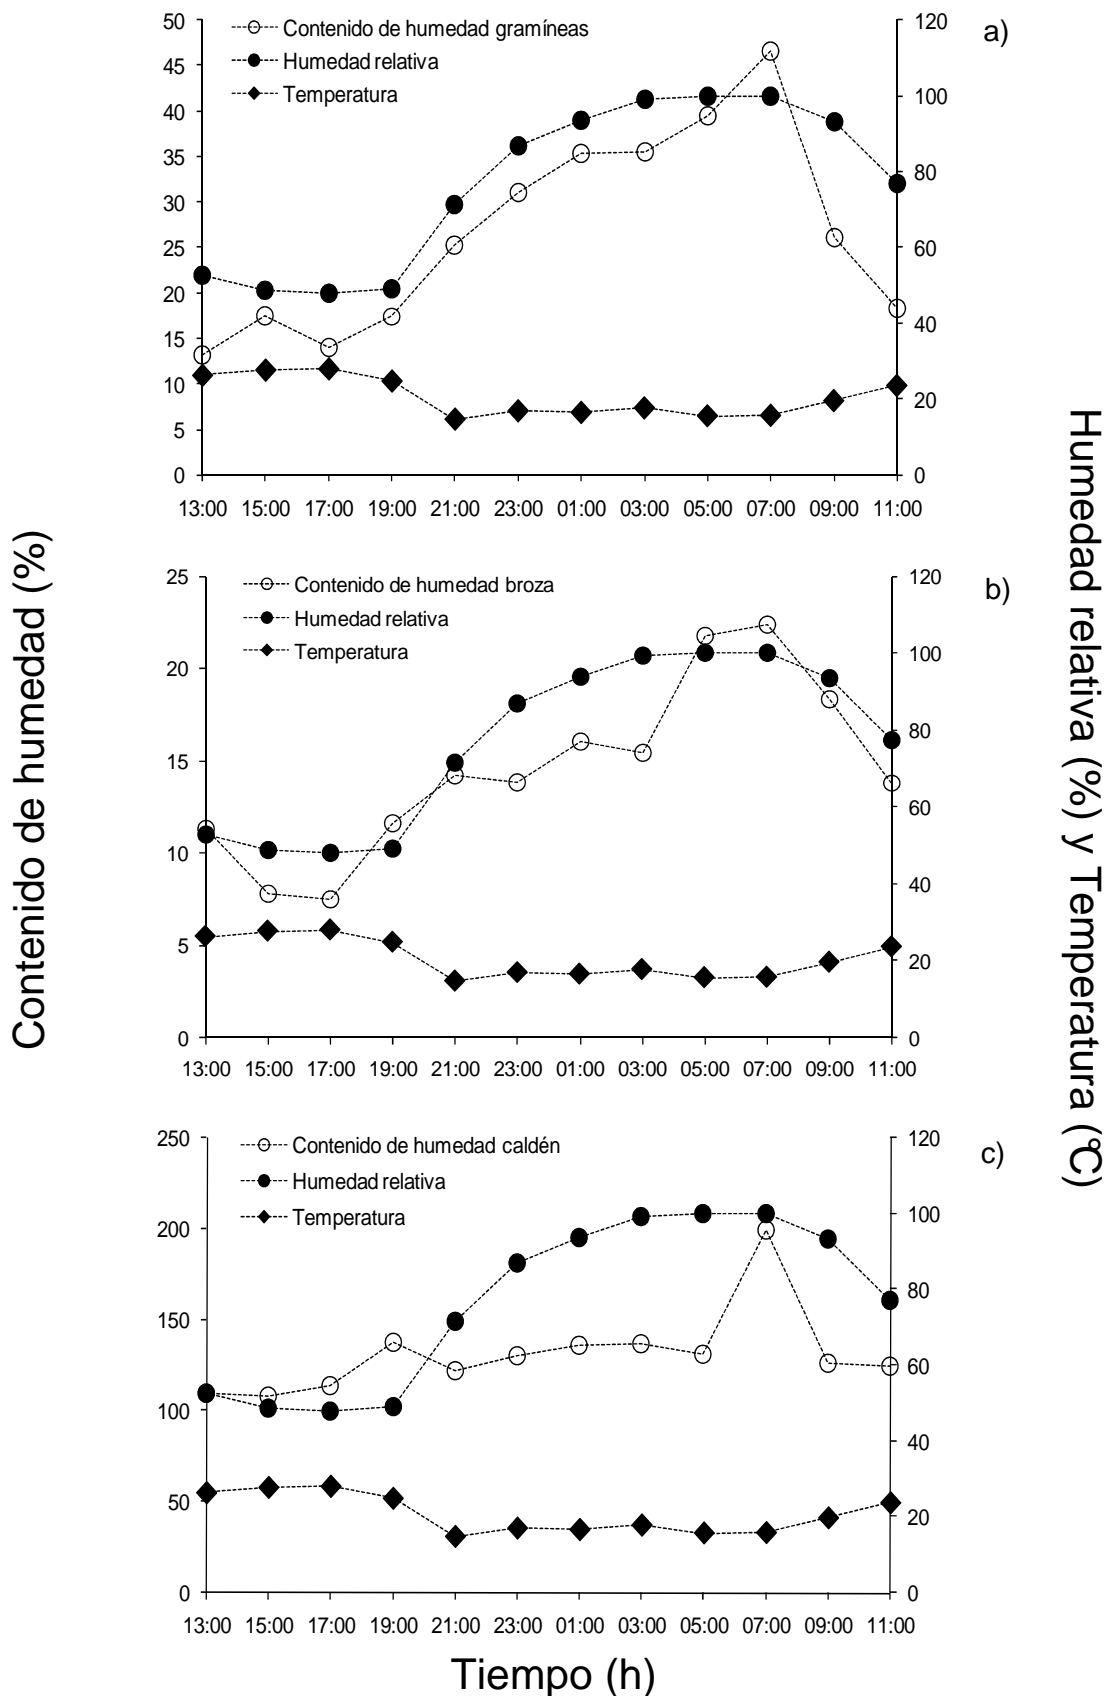 a)
Contenido de humedad gramíneas
Humedad relativa
Temperatura
50
45
40
35
30
25
20
15
10
5
0
120
100
80
60
40
20
0
13:00 15:00 17:00 19:00 21:00 23:00 01:00 03:00 05:00 07:00 09:00 11:00
b)
Contenido de humedad broza
Humedad relativa
Temperatura
25
20
15
10
5
0
120
100
80
60
40
20
0
13:00 15:00 17:00 19:00 21:00 23:00 01:00 03:00 05:00 07:00 09:00 11:00
c)
Contenido de humedad caldén
Humedad relativa
Temperatura
250
200
150
100
50
0
120
100
80
60
40
20
0
13:00 15:00 17:00 19:00 21:00 23:00 01:00 03:00 05:00 07:00 09:00 11:00
Contenido de humedad (%)
Humedad relativa (%) y Temperatura (°C)
Tiempo (h)